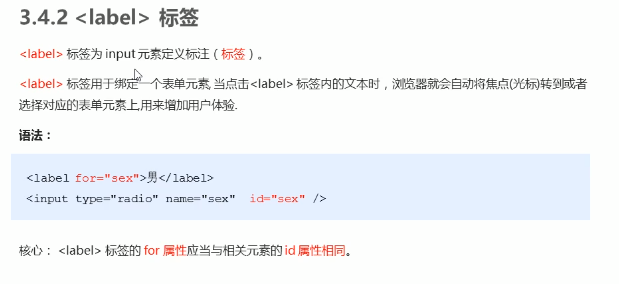 3.4.2 <label> 标签
<label> 标签为 input 元素定义标注（标签）。
<label> 标签用于绑定一个表单元素, 当点击<label> 标签内的文本时，浏览器就会自动将焦点(光标)转到或者
选择对应的表单元素上,用来增加用户体验.
语法：
<label for="sex">男</label>
<input type="radio" name="sex"  id="sex" />
核心： <label> 标签的 for 属性应当与相关元素的 id 属性相同。